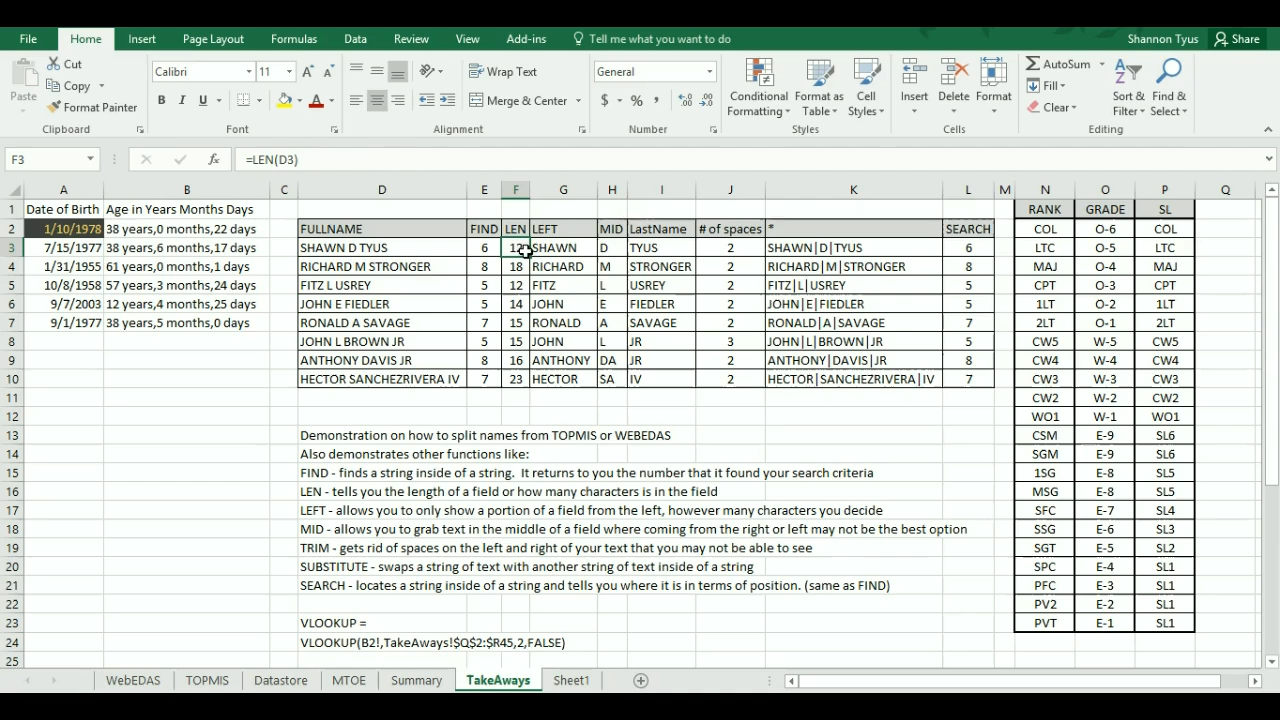 File Home Insert Page Layout Formulas Data Review View Add-ins Tell me what you want to do Shannon Tyus Share
Paste Cut Copy Format Painter
Calibri 11 B I U A
Wrap Text
Merge & Center
General
$ % ,
Conditional Formatting Format as Table Cell Styles
Insert Delete Format
AutoSum Fill Clear
Sort & Filter Find & Select
Clipboard Font Alignment Number Styles Cells Editing
F3 fx =LEN(D3)
A B C D E F G H I J K L M N O P Q
1 Date of Birth Age in Years Months Days RANK GRADE SL
2 1/10/1978 38 years,0 months,22 days FULLNAME FIND LEN LEFT MID LastName # of spaces * SEARCH COL O-6 COL
3 7/15/1977 38 years,6 months,17 days SHAWN D TYUS 6 SHAWN D TYUS 2 SHAWN|D|TYUS 6 LTC O-5 LTC
4 1/31/1955 61 years,0 months,1 days RICHARD M STRONGER 8 18 RICHARD M STRONGER 2 RICHARD|M|STRONGER 8 MAJ O-4 MAJ
5 10/8/1958 57 years,3 months,24 days FITZ L USREY 5 12 FITZ L USREY 2 FITZ|L|USREY 5 CPT O-3 CPT
6 9/7/2003 12 years,4 months,25 days JOHN E FIEDLER 5 14 JOHN E FIEDLER 2 JOHN|E|FIEDLER 5 1LT O-2 1LT
7 9/1/1977 38 years,5 months,0 days RONALD A SAVAGE 7 15 RONALD A SAVAGE 2 RONALD|A|SAVAGE 7 2LT O-1 2LT
8 JOHN L BROWN JR 5 15 JOHN L JR 3 JOHN|L|BROWN|JR 5 CW5 W-5 CW5
9 ANTHONY DAVIS JR 8 16 ANTHONY DA JR 2 ANTHONY|DAVIS|JR 8 CW4 W-4 CW4
10 HECTOR SANCHEZRIVERA IV 7 23 HECTOR SA IV 2 HECTOR|SANCHEZRIVERA|IV 7 CW3 W-3 CW3
11 CW2 W-2 CW2
12 WO1 W-1 WO1
13 Demonstration on how to split names from TOPMIS or WEBEDAS CSM E-9 SL6
14 Also demonstrates other functions like: SGM E-9 SL6
15 FIND - finds a string inside of a string.  It returns to you the number that it found your search criteria 1SG E-8 SL5
16 LEN - tells you the length of a field or how many characters is in the field MSG E-8 SL5
17 LEFT - allows you to only show a portion of a field from the left, however many characters you decide SFC E-7 SL4
18 MID - allows you to grab text in the middle of a field where coming from the right or left may not be the best option SSG E-6 SL3
19 TRIM - gets rid of spaces on the left and right of your text that you may not be able to see SGT E-5 SL2
20 SUBSTITUTE - swaps a string of text with another string of text inside of a string SPC E-4 SL1
21 SEARCH - locates a string inside of a string and tells you where it is in terms of position. (same as FIND) PFC E-3 SL1
22 PV2 E-2 SL1
23 VLOOKUP = PVT E-1 SL1
24 VLOOKUP(B2!,TakeAways!$Q$2:$R45,2,FALSE)
25
WebEDAS TOPMIS Datastore MTOE Summary TakeAways Sheet1